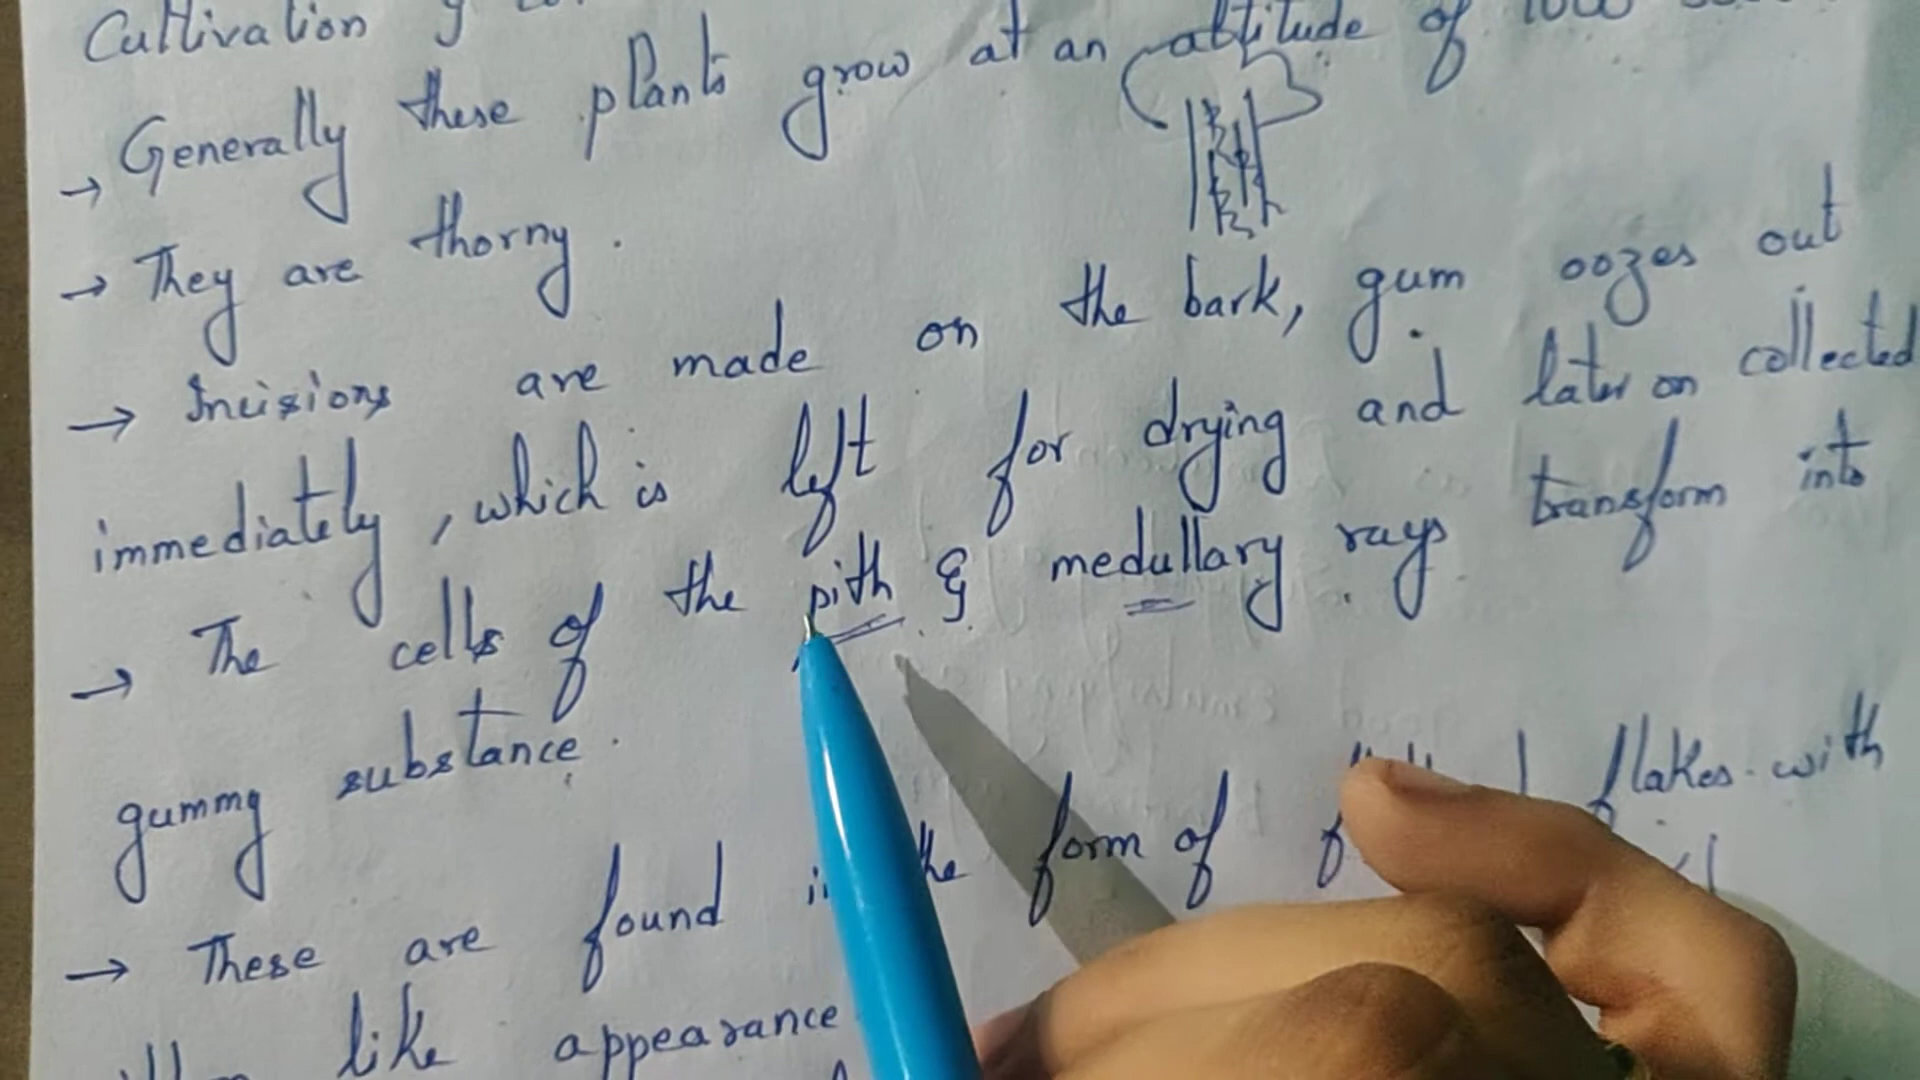 Cultivation
→ Generally these plants grow at an altitude of
→ They are thorny.
→ Incisions are made on the bark, gum oozes out
immediately, which is left for drying and later on collected
→ The cells of the pith & medullary rays transform into
gummy substance.
→ These are found in the form of flakes with
like appearance